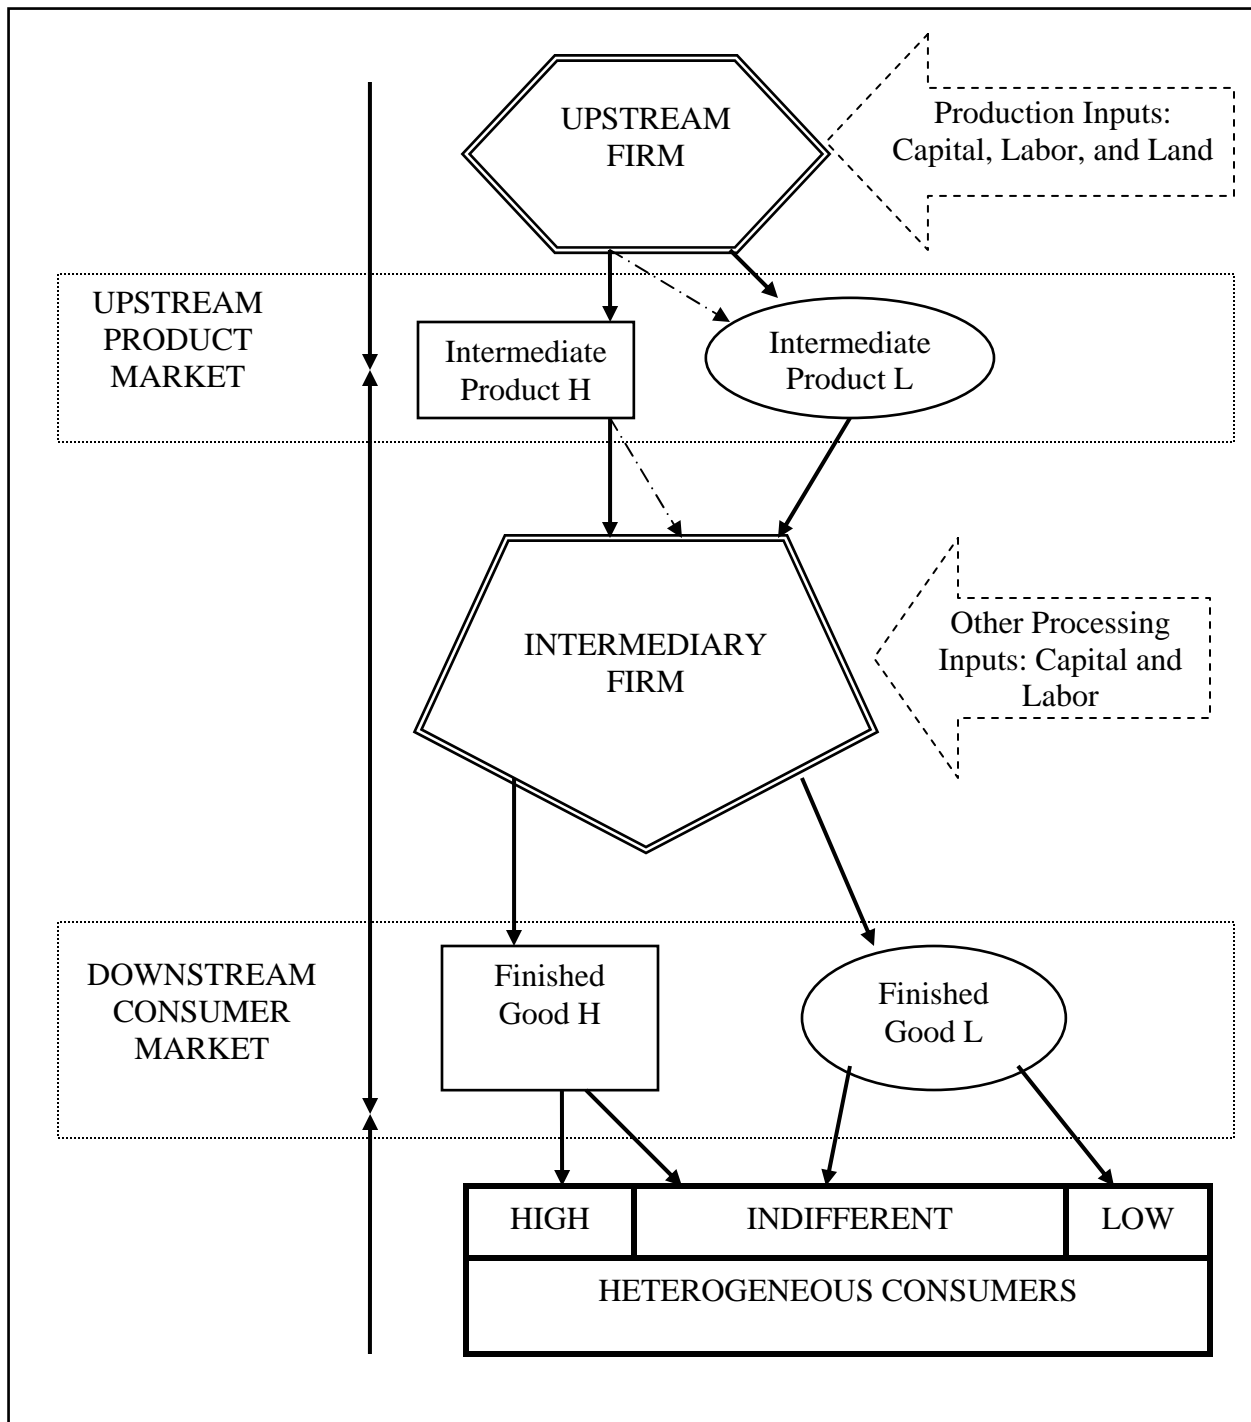 UPSTREAM
FIRM
Production Inputs:
Capital, Labor, and Land
UPSTREAM
PRODUCT
MARKET
Intermediate
Product H
Intermediate
Product L
INTERMEDIARY
FIRM
Other Processing
Inputs: Capital and
Labor
DOWNSTREAM
CONSUMER
MARKET
Finished
Good H
Finished
Good L
HIGH
INDIFFERENT
LOW
HETEROGENEOUS CONSUMERS